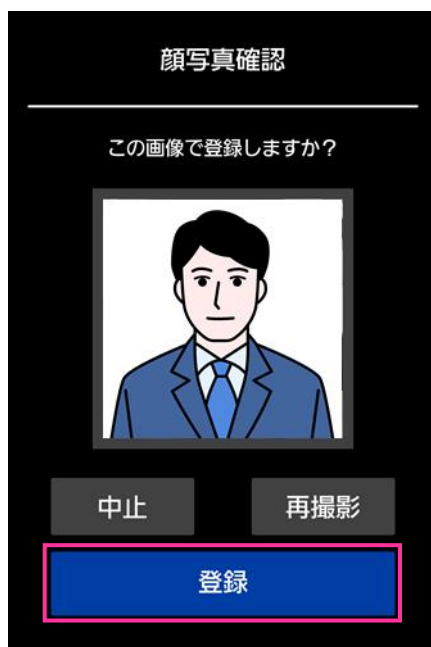 顔写真確認
この画像で登録しますか？
中止
再撮影
登録